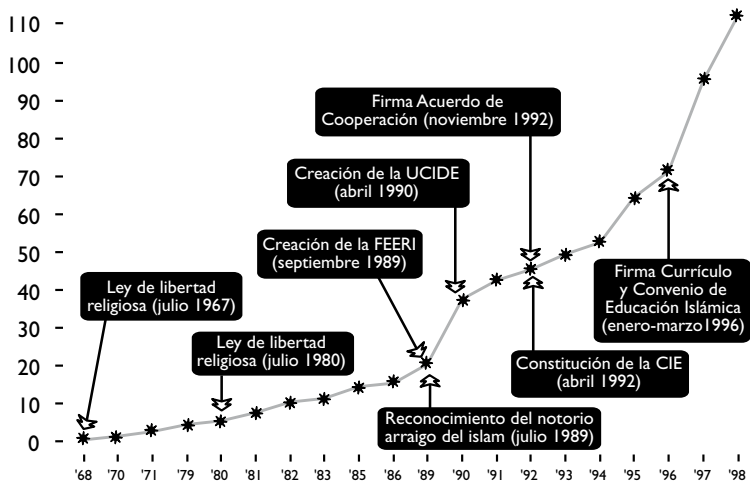 110
100
90
80
70
60
50
40
30
20
10
0
Firma Acuerdo de
Cooperación (noviembre 1992)
Creación de la UCIDE
(abril 1990)
Creación de la FEERI
(septiembre 1989)
Ley de libertad
religiosa (julio 1967)
Ley de libertad
religiosa (julio 1980)
Firma Currículo
y Convenio de
Educación Islámica
(enero-marzo1996)
Constitución de la CIE
(abril 1992)
Reconocimiento del notorio
arraigo del islam (julio 1989)
'68 '70 '71 '79 '80 '81 '82 '83 '85 '86 '89 '90 '91 '92 '93 '94 '95 '96 '97 '98